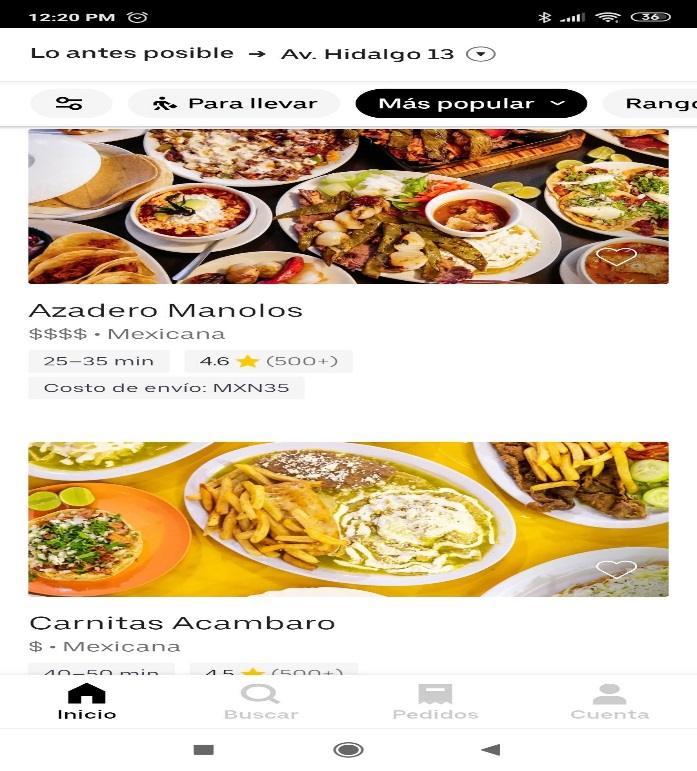 12:20 PM 36
Lo antes posible → Av. Hidalgo 13
Para llevar Más popular Rang
Azadero Manolos
$$$$ • Mexicana
25–35 min 4.6 ★ (500+)
Costo de envío: MXN35
Carnitas Acambaro
$ • Mexicana
40–50 min 4.5 ★ (500+)
Inicio Buscar Pedidos Cuenta